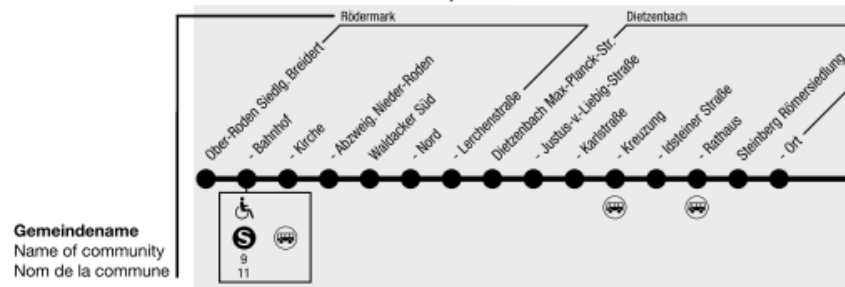 Rödermark
Dietzenbach
Ober-Roden Siedlg. Breidert
- Bahnhof
- Kirche
- Abzweig. Nieder-Roden
Waldacker Süd
- Nord
- Lerchenstraße
Dietzenbach Max-Planck-Str.
- Justus-v-Liebig-Straße
- Karlstraße
- Kreuzung
- Idsteiner Straße
- Rathaus
Steinberg Römersiedlung
- Ort
S
9
11
Gemeindename
Name of community
Nom de la commune